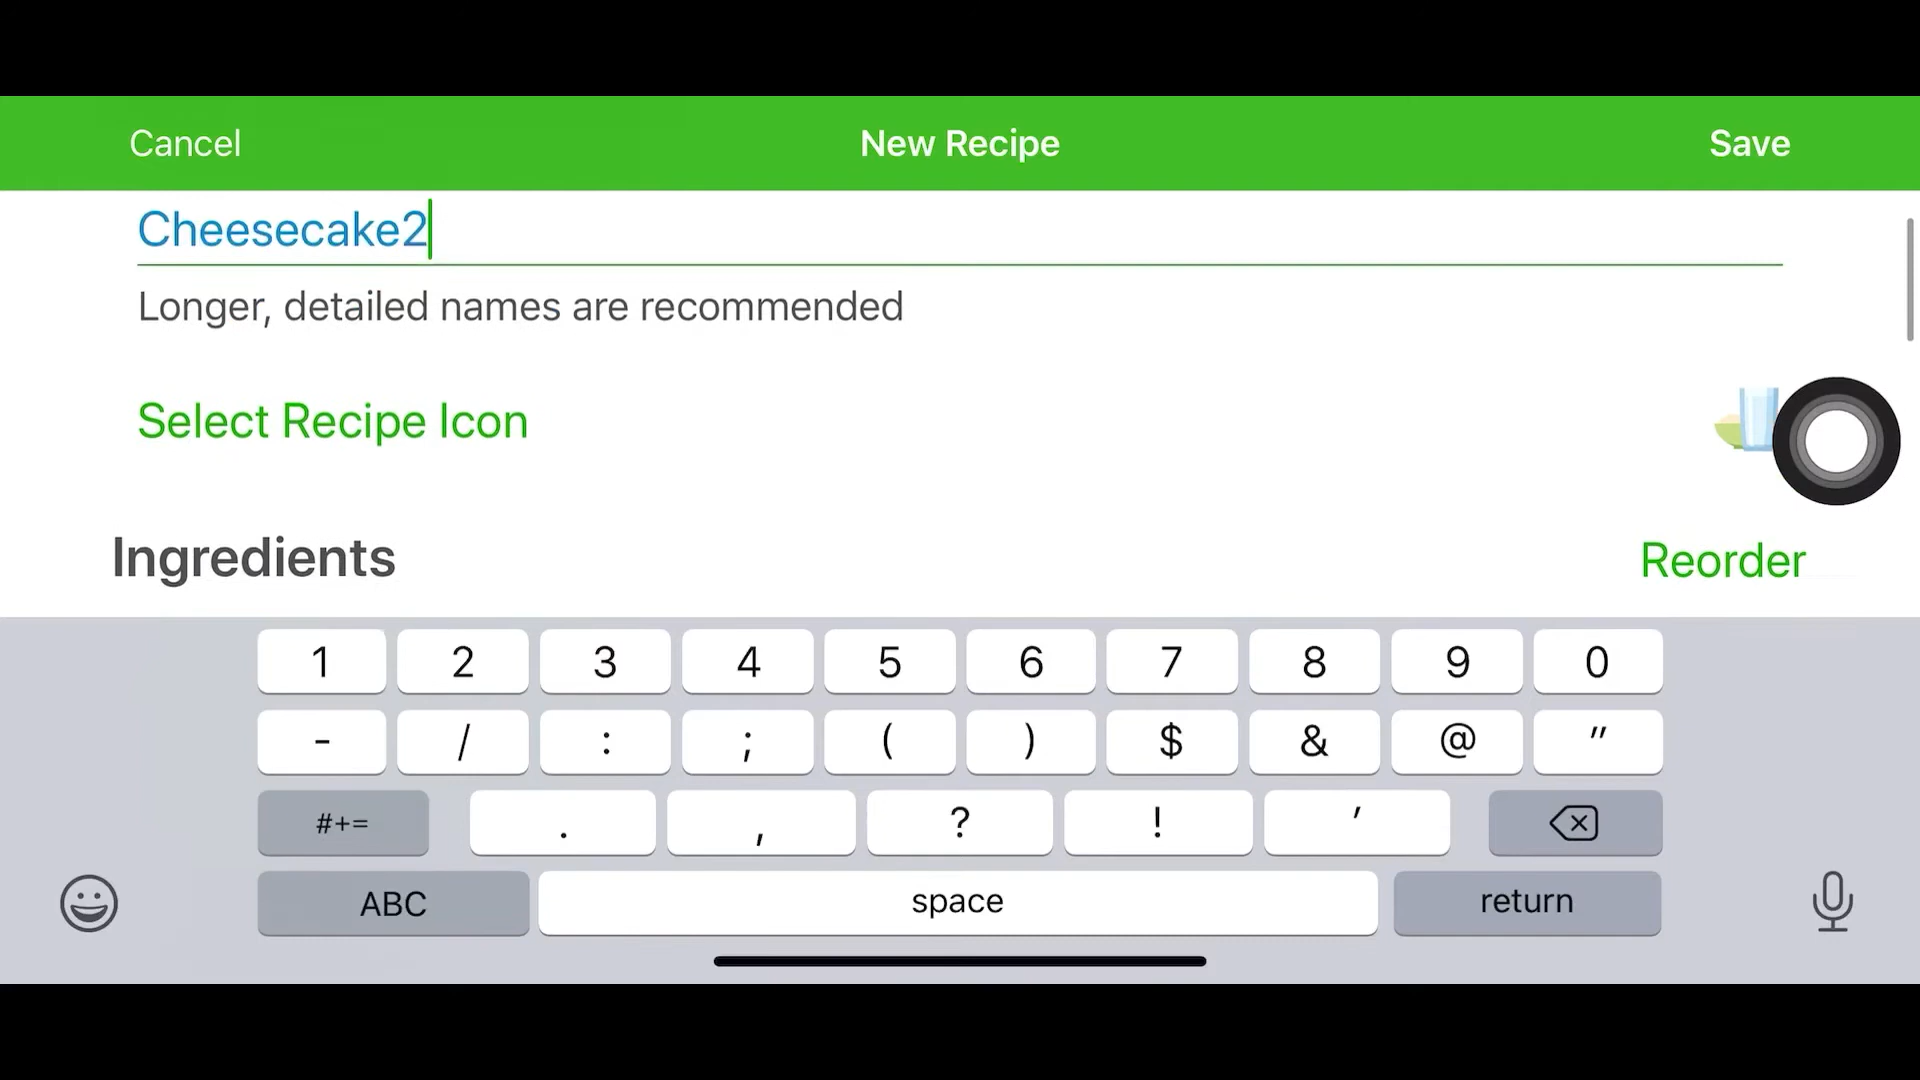 Cancel New Recipe Save
Cheesecake2
Longer, detailed names are recommended
Select Recipe Icon
Ingredients Reorder
1 2 3 4 5 6 7 8 9 0
- / : ; ( ) $ & @ "
#+= . , ? ! '
ABC space return